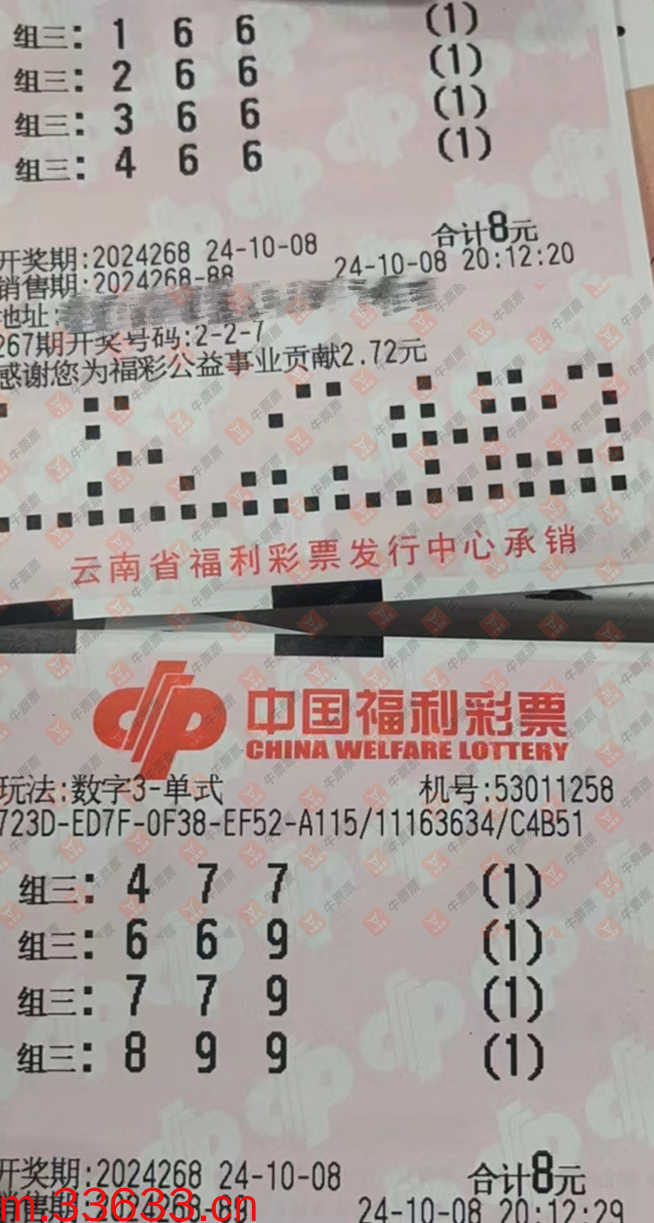 组三: 1 6 6 (1)
组三: 2 6 6 (1)
组三: 3 6 6 (1)
组三: 4 6 6 (1)
合计8元
开奖期:2024268 24-10-08
销售期:2024268-88 24-10-08 20:12:20
地址:
267期开奖号码:2-2-7
感谢您为福彩公益事业贡献2.72元
云南省福利彩票发行中心承销
中国福利彩票
CHINA WELFARE LOTTERY
玩法:数字3-单式 机号:53011258
723D-ED7F-0F38-EF52-A115/11163634/C4B51
组三: 4 7 7 (1)
组三: 6 6 9 (1)
组三: 7 7 9 (1)
组三: 8 9 9 (1)
开奖期:2024268 24-10-08 合计8元
销售期:2024268-89 24-10-08 20:12:29
m.33633.cn